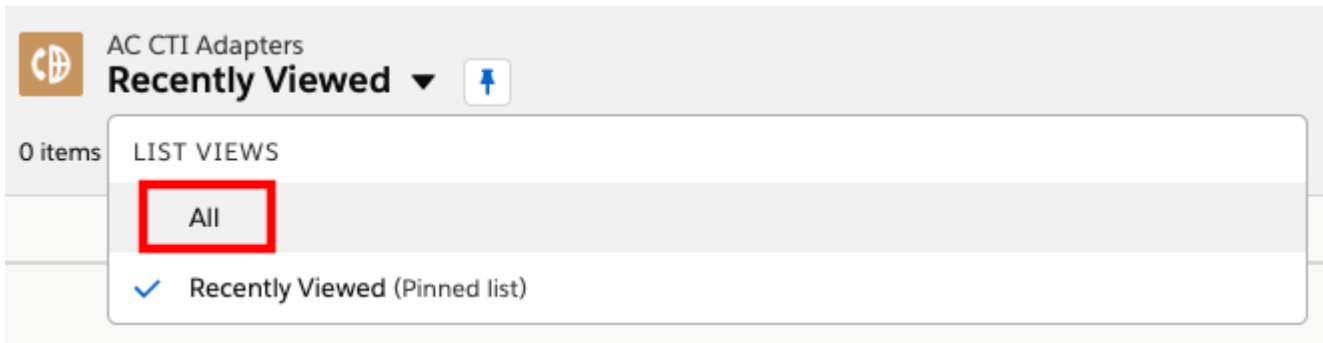 AC CTI Adapters
Recently Viewed
0 items
LIST VIEWS
All
Recently Viewed (Pinned list)